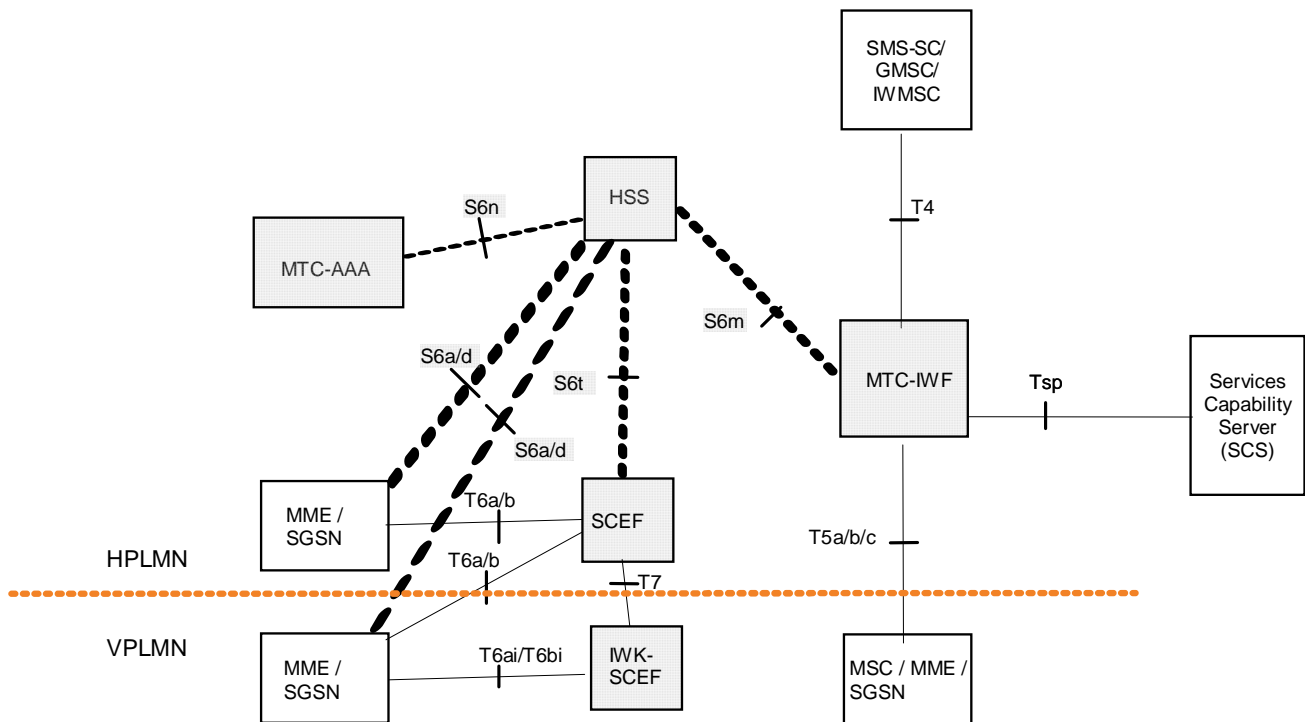 SMS-SC/
GMSC/
IWMSC
HSS
S6n
T4
MTC-AAA
S6m
S6a/d
S6t
MTC-IWF
Tsp
Services
Capability
Server
(SCS)
S6a/d
MME /
SGSN
T6a/b
SCEF
T5a/b/c
HPLMN
T6a/b
T7
VPLMN
MME /
SGSN
T6ai/T6bi
IWK-
SCEF
MSC / MME /
SGSN